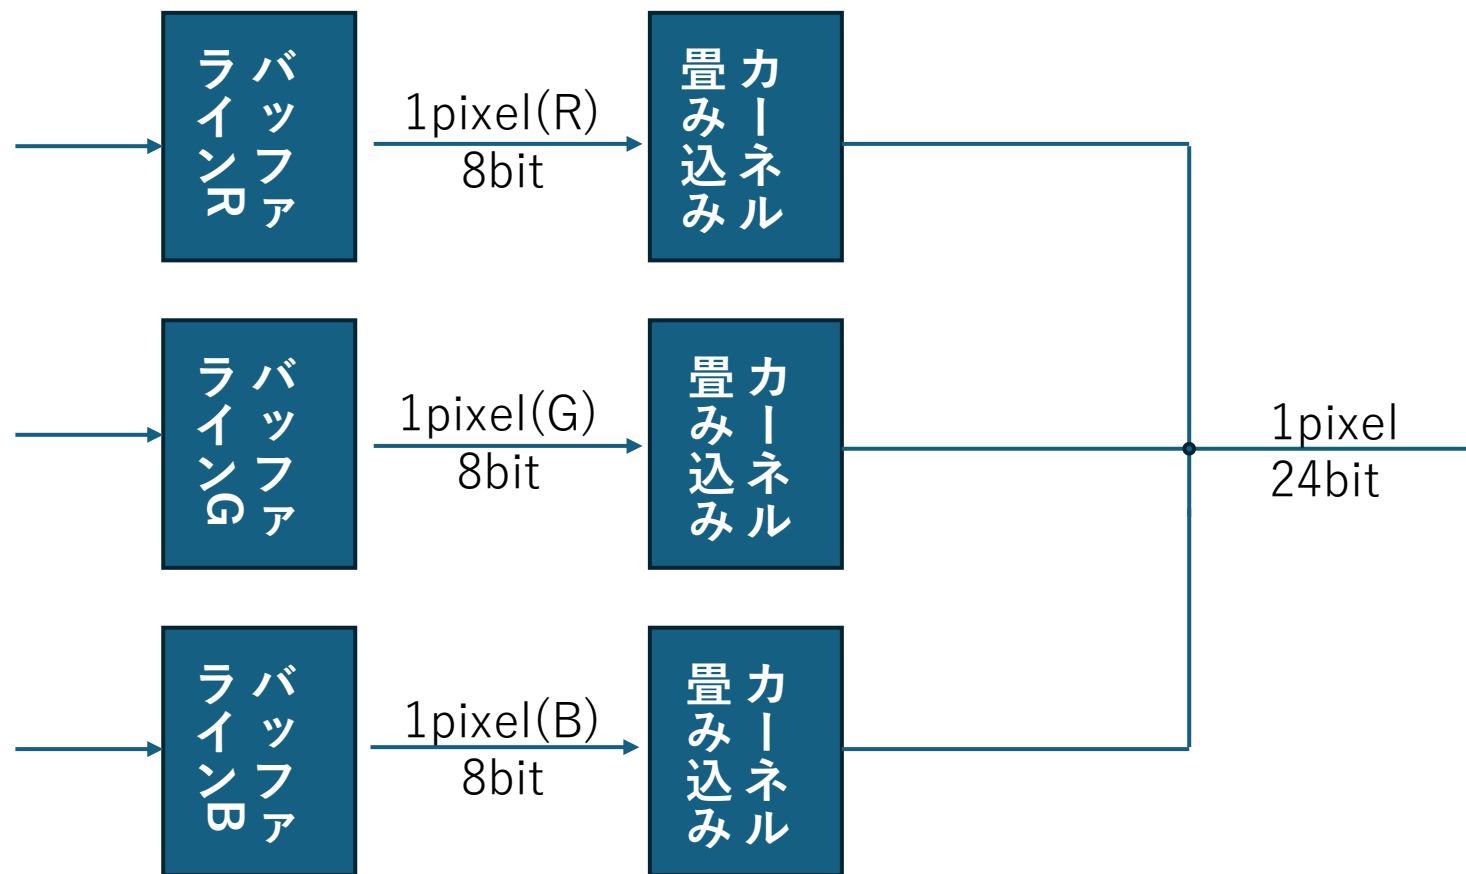 バッファ
ラインR
1pixel(R)
8bit
カーネル
畳み込み
バッファ
ラインG
1pixel(G)
8bit
カーネル
畳み込み
1pixel
24bit
バッファ
ラインB
1pixel(B)
8bit
カーネル
畳み込み